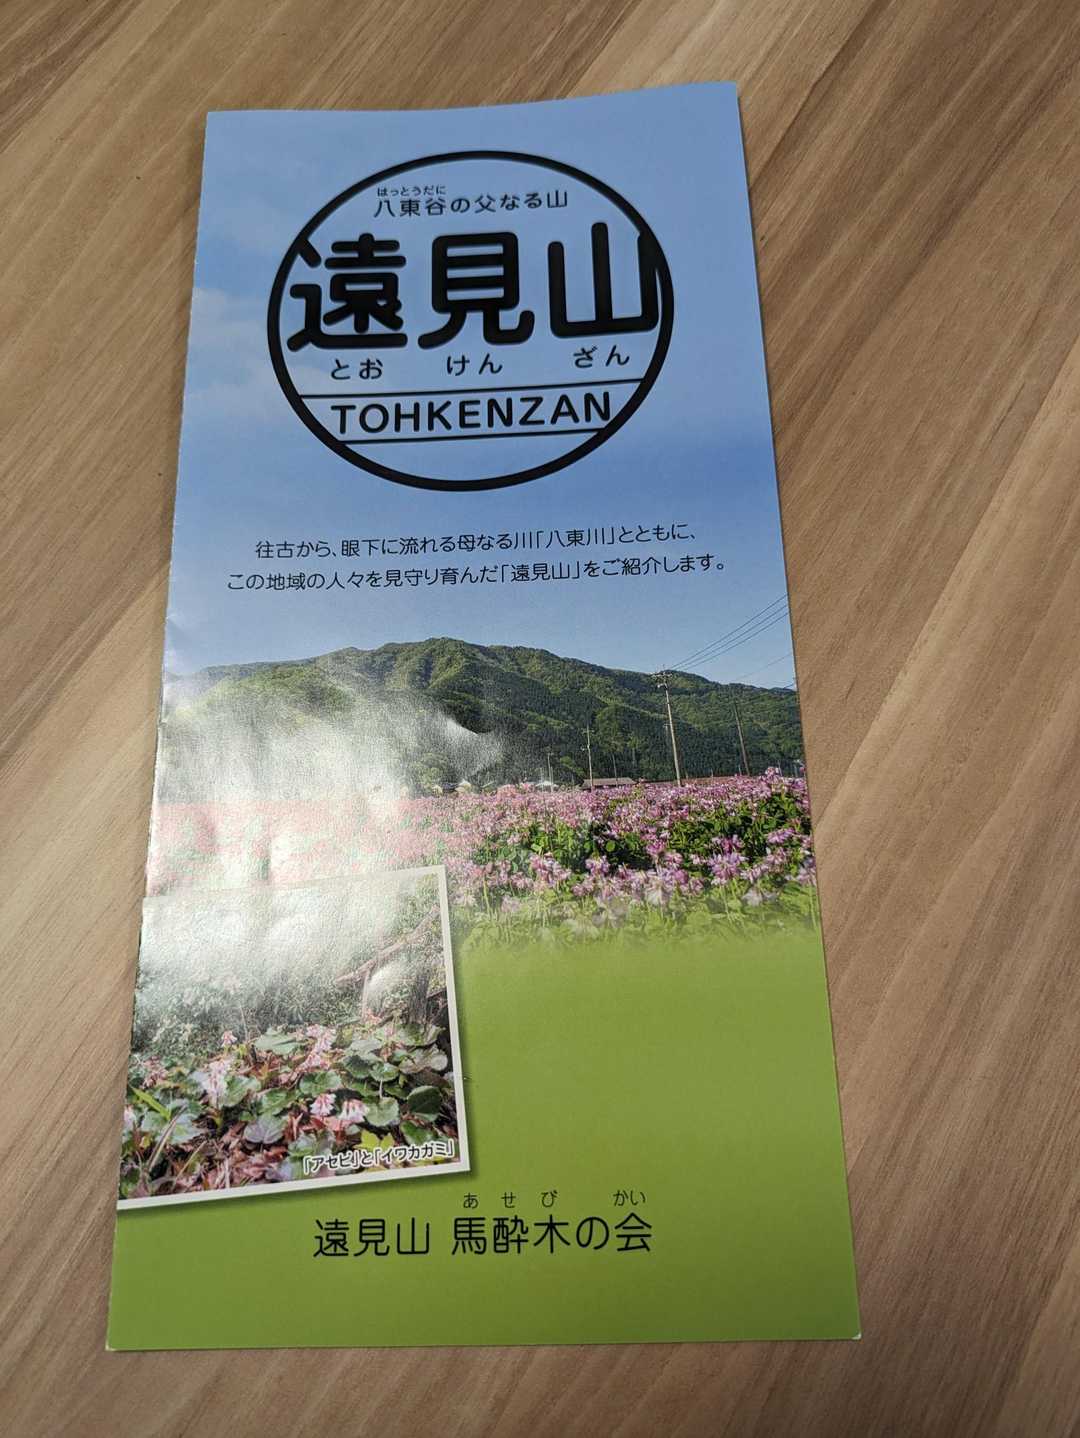 はっとうだに
八東谷の父なる山
遠見山
とお けん ざん
TOHKENZAN
往古から、眼下に流れる母なる川「八東川」とともに、
この地域の人々を見守り育んだ「遠見山」をご紹介します。
「アセビ」と「イワカガミ」
あせび かい
遠見山 馬酔木の会